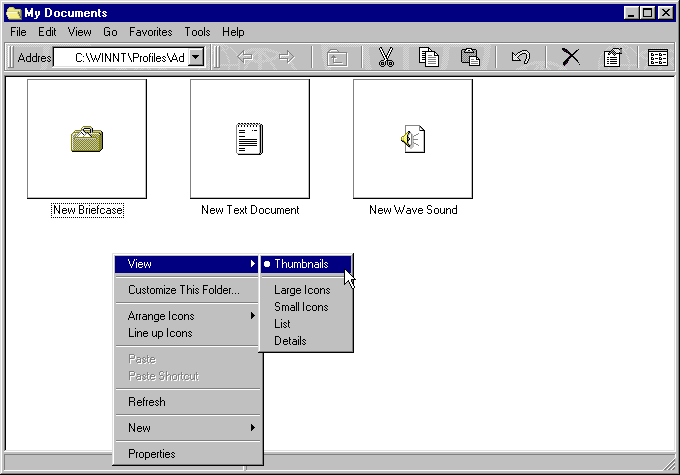 My Documents
File Edit View Go Favorites Tools Help
Addres C:\WINNT\Profiles\Ad
New Briefcase New Text Document New Wave Sound
View
Thumbnails
Customize This Folder...
Large Icons
Arrange Icons
Small Icons
Line up Icons
List
Details
Paste
Paste Shortcut
Refresh
New
Properties